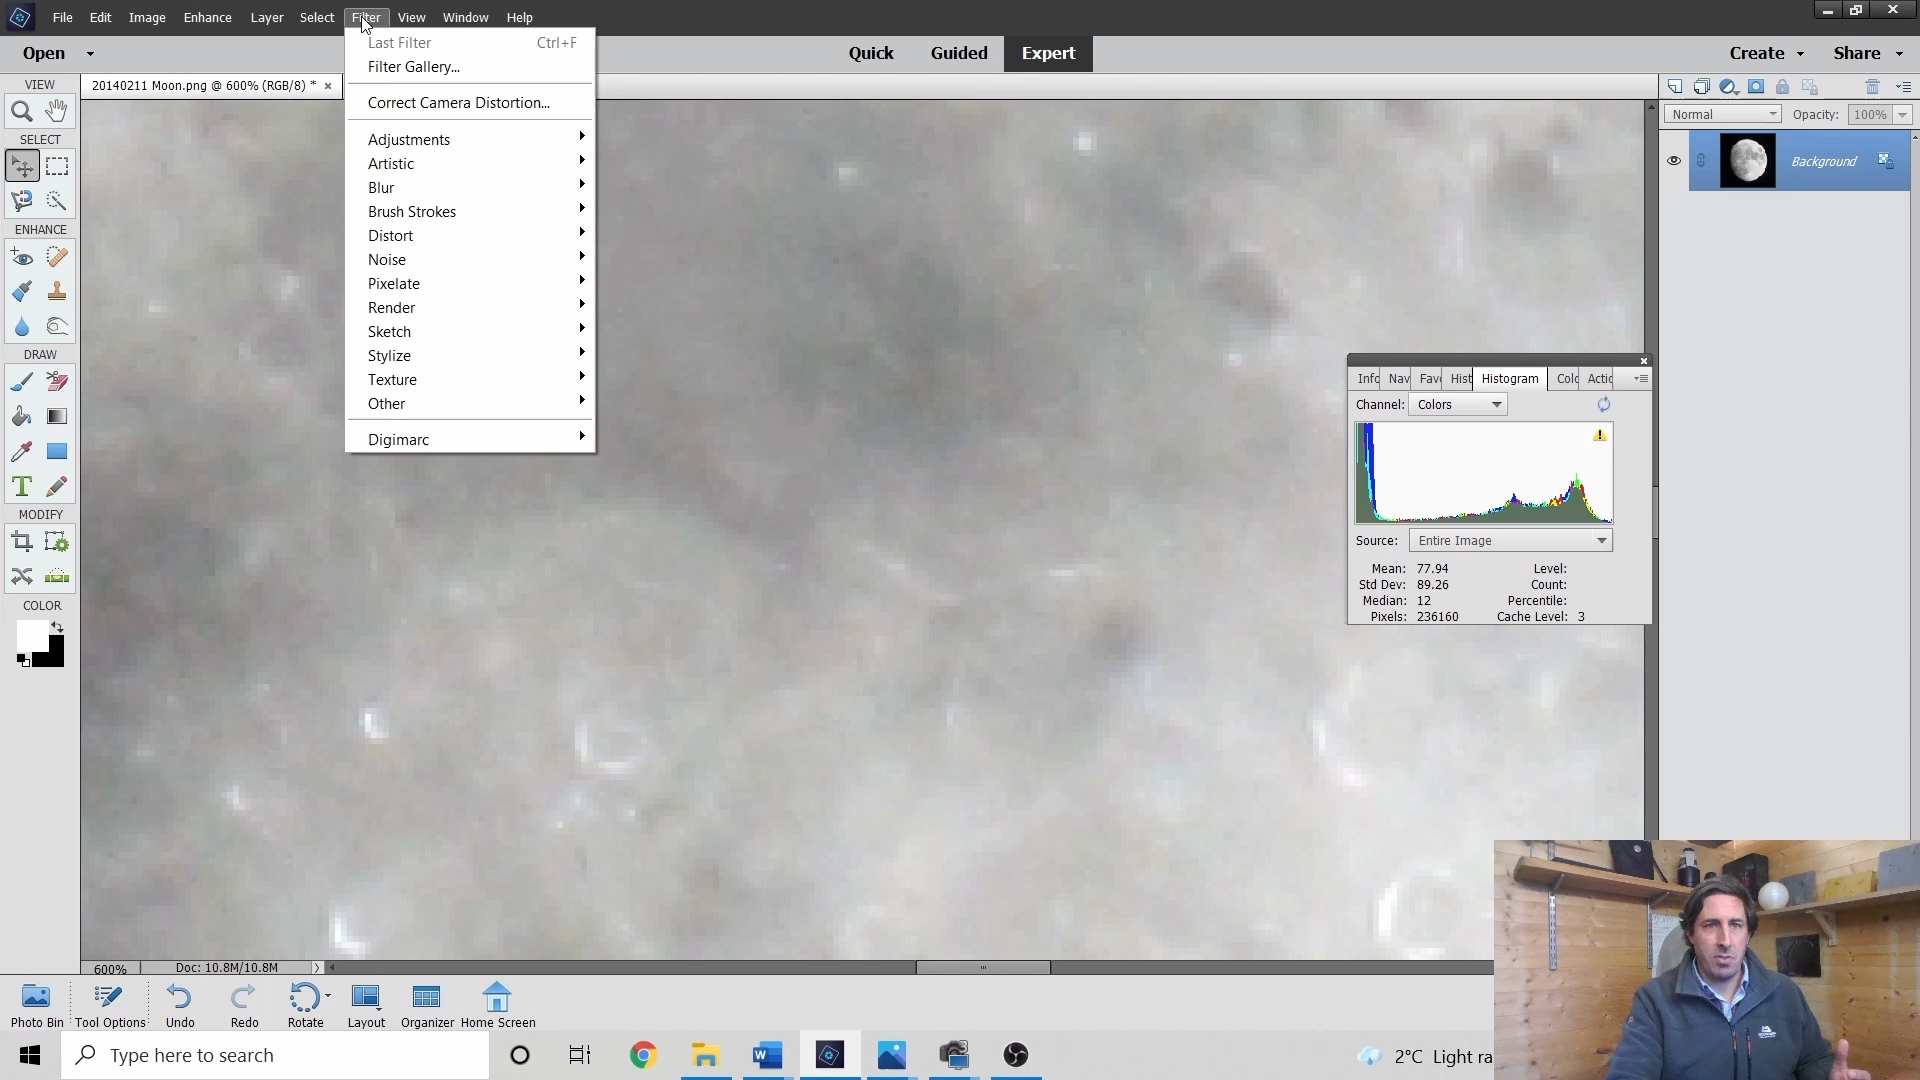 File Edit Image Enhance Layer Select Filter View Window Help
Open Quick Guided Expert Create Share
VIEW 20140211 Moon.png @ 600% (RGB/8) * ×
Last Filter Ctrl+F
Filter Gallery...
Correct Camera Distortion...
Adjustments
Artistic
Blur
Brush Strokes
Distort
Noise
Pixelate
Render
Sketch
Stylize
Texture
Other
Digimarc
SELECT
ENHANCE
DRAW
MODIFY
COLOR
Normal Opacity: 100%
Background
Info Nav Fav Hist Histogram Colo Actic
Channel: Colors
Source: Entire Image
Mean: 77.94 Level:
Std Dev: 89.26 Count:
Median: 12 Percentile:
Pixels: 236160 Cache Level: 3
600% Doc: 10.8M/10.8M
Photo Bin Tool Options Undo Redo Rotate Layout Organizer Home Screen
Type here to search 2°C Light ra